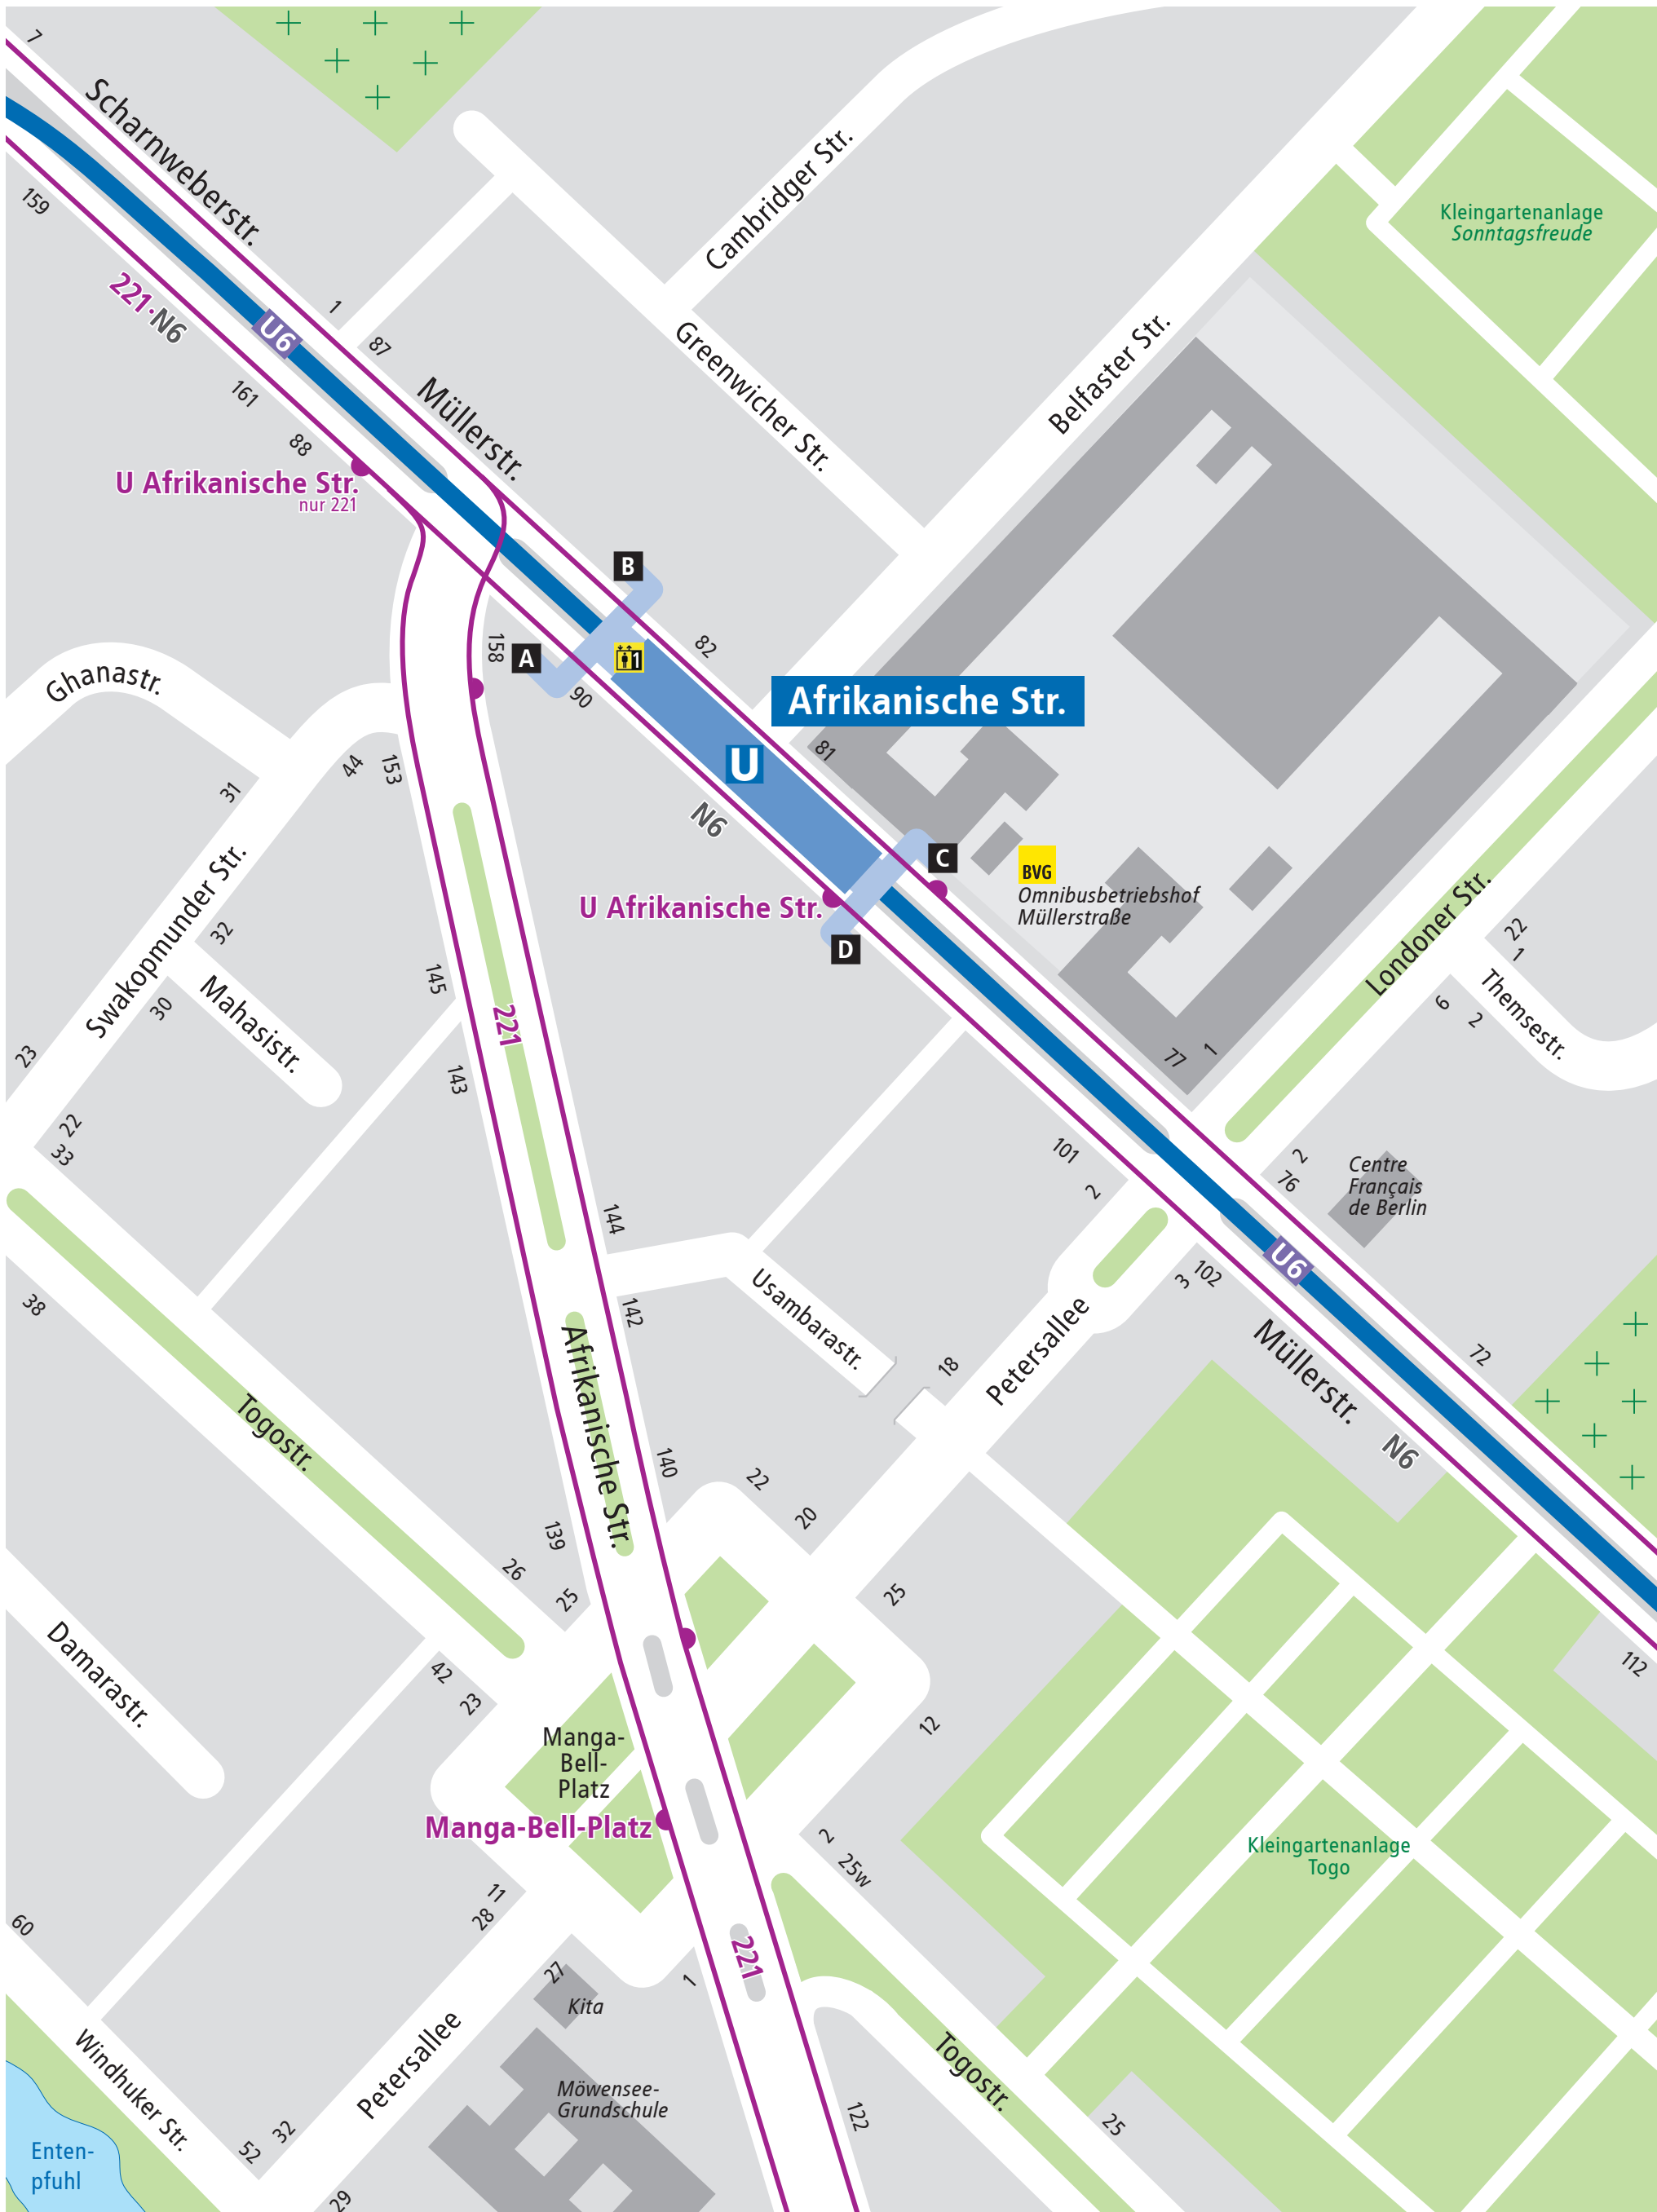 7
Scharnweberstr.
159
221·N6
U6
1
87
161
88
Müllerstr.
U Afrikanische Str.
nur 221
Cambridger Str.
Greenwicher Str.
Belfaster Str.
Kleingartenanlage
Sonntagsfreude
B
A
1
158
90
82
Afrikanische Str.
U
81
N6
Ghanastr.
44
153
31
Swakopmunder Str.
32
30
Mahasistr.
23
22
33
145
143
221
U Afrikanische Str.
C
D
BVG
Omnibusbetriebshof
Müllerstraße
Londoner Str.
22
1
6
2
Themsestr.
77
1
101
2
2
76
Centre
Français
de Berlin
U6
3
102
Müllerstr.
72
N6
112
38
Togostr.
144
142
Usambarastr.
18
Petersallee
Afrikanische Str.
140
139
22
20
26
25
25
Damarastr.
42
23
12
Manga-
Bell-
Platz
Manga-Bell-Platz
2
25w
Kleingartenanlage
Togo
11
28
60
27
Kita
1
221
Windhuker Str.
Petersallee
Möwensee-
Grundschule
Togostr.
122
25
Enten-
pfuhl
52
32
29